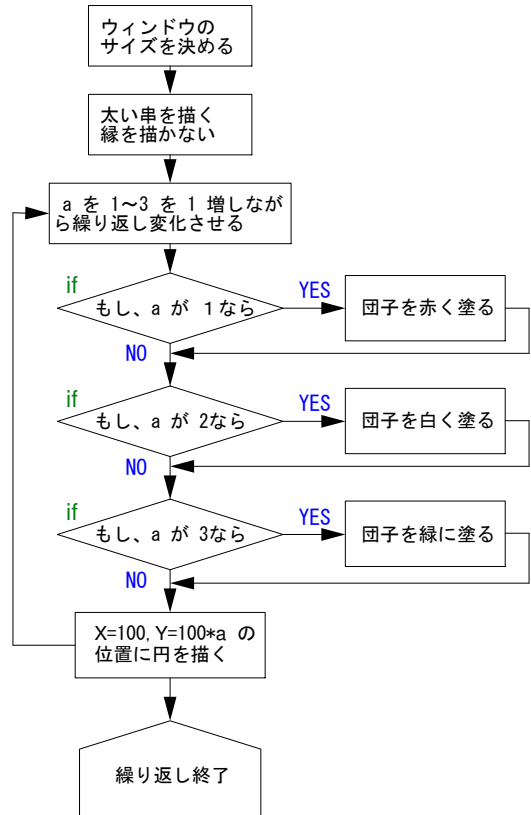 ウィンドウの
サイズを決める
太い串を描く
縁を描かない
a を 1~3 を 1 増しなが
ら繰り返し変化させる
if
もし、a が 1なら
YES
団子を赤く塗る
NO
if
もし、a が 2なら
YES
団子を白く塗る
NO
if
もし、a が 3なら
YES
団子を緑に塗る
NO
X=100,Y=100*a の
位置に円を描く
繰り返し終了